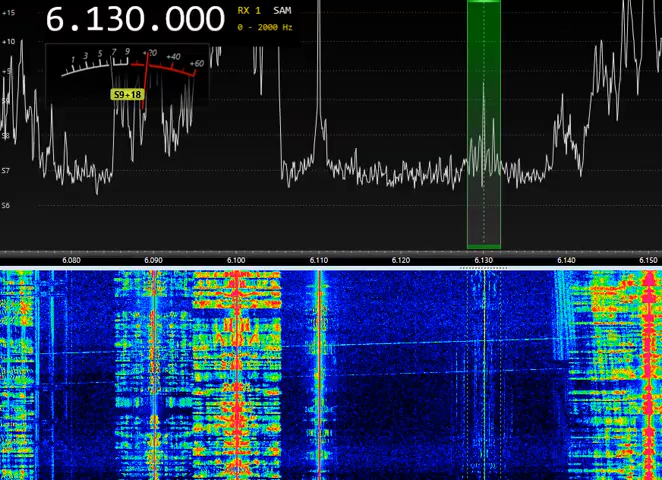 6.130.000
RX 1 SAM
0 - 2000 Hz
1 3 5 7 9 +20 +40 +60
S9+18
+15
+10
+5
S9
S8
S7
S6
6.080 6.090 6.100 6.110 6.120 6.130 6.140 6.150